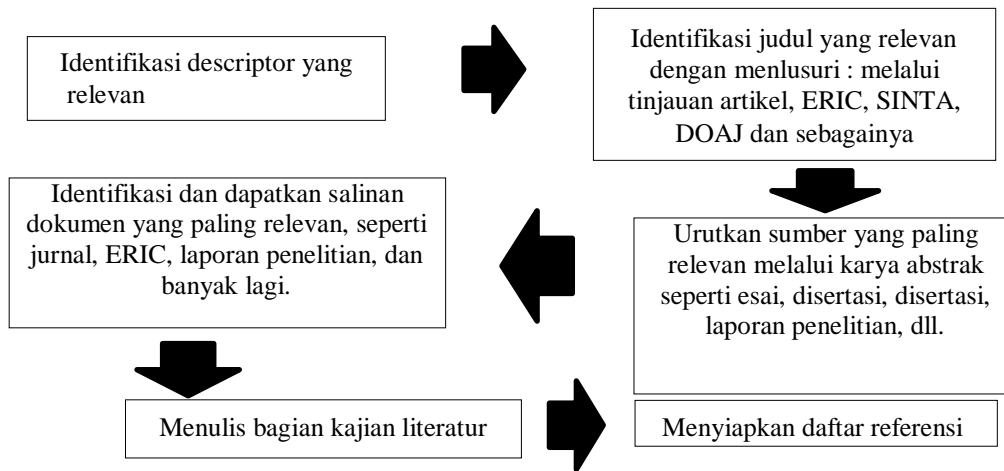 Identifikasi descriptor yang
relevan
Identifikasi judul yang relevan
dengan menlusuri : melalui
tinjauan artikel, ERIC, SINTA,
DOAJ dan sebagainya
Urutkan sumber yang paling
relevan melalui karya abstrak
seperti esai, disertasi, disertasi,
laporan penelitian, dll.
Identifikasi dan dapatkan salinan
dokumen yang paling relevan, seperti
jurnal, ERIC, laporan penelitian, dan
banyak lagi.
Menulis bagian kajian literatur
Menyiapkan daftar referensi